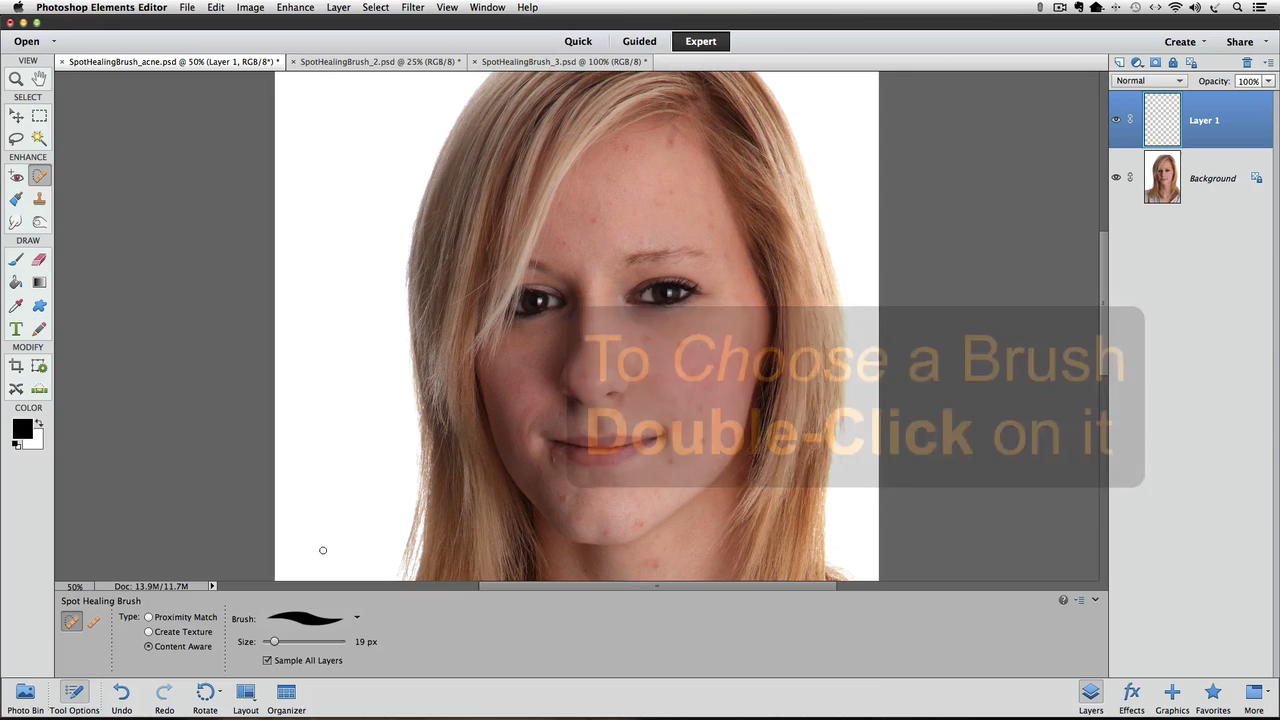 Photoshop Elements Editor File Edit Image Enhance Layer Select Filter View Window Help
Open Quick Guided Expert Create Share
VIEW SpotHealingBrush_acne.psd @ 50% (Layer 1, RGB/8*) * SpotHealingBrush_2.psd @ 25% (RGB/8) * SpotHealingBrush_3.psd @ 100% (RGB/8) *
Normal Opacity: 100%
SELECT
Layer 1
ENHANCE
Background
DRAW
MODIFY
COLOR
To Choose a Brush
Double-Click on it
50% Doc: 13.9M/11.7M
Spot Healing Brush
Type: Proximity Match
Create Texture
Content Aware
Brush:
Size: 19 px
Sample All Layers
Photo Bin Tool Options Undo Redo Rotate Layout Organizer Layers Effects Graphics Favorites More